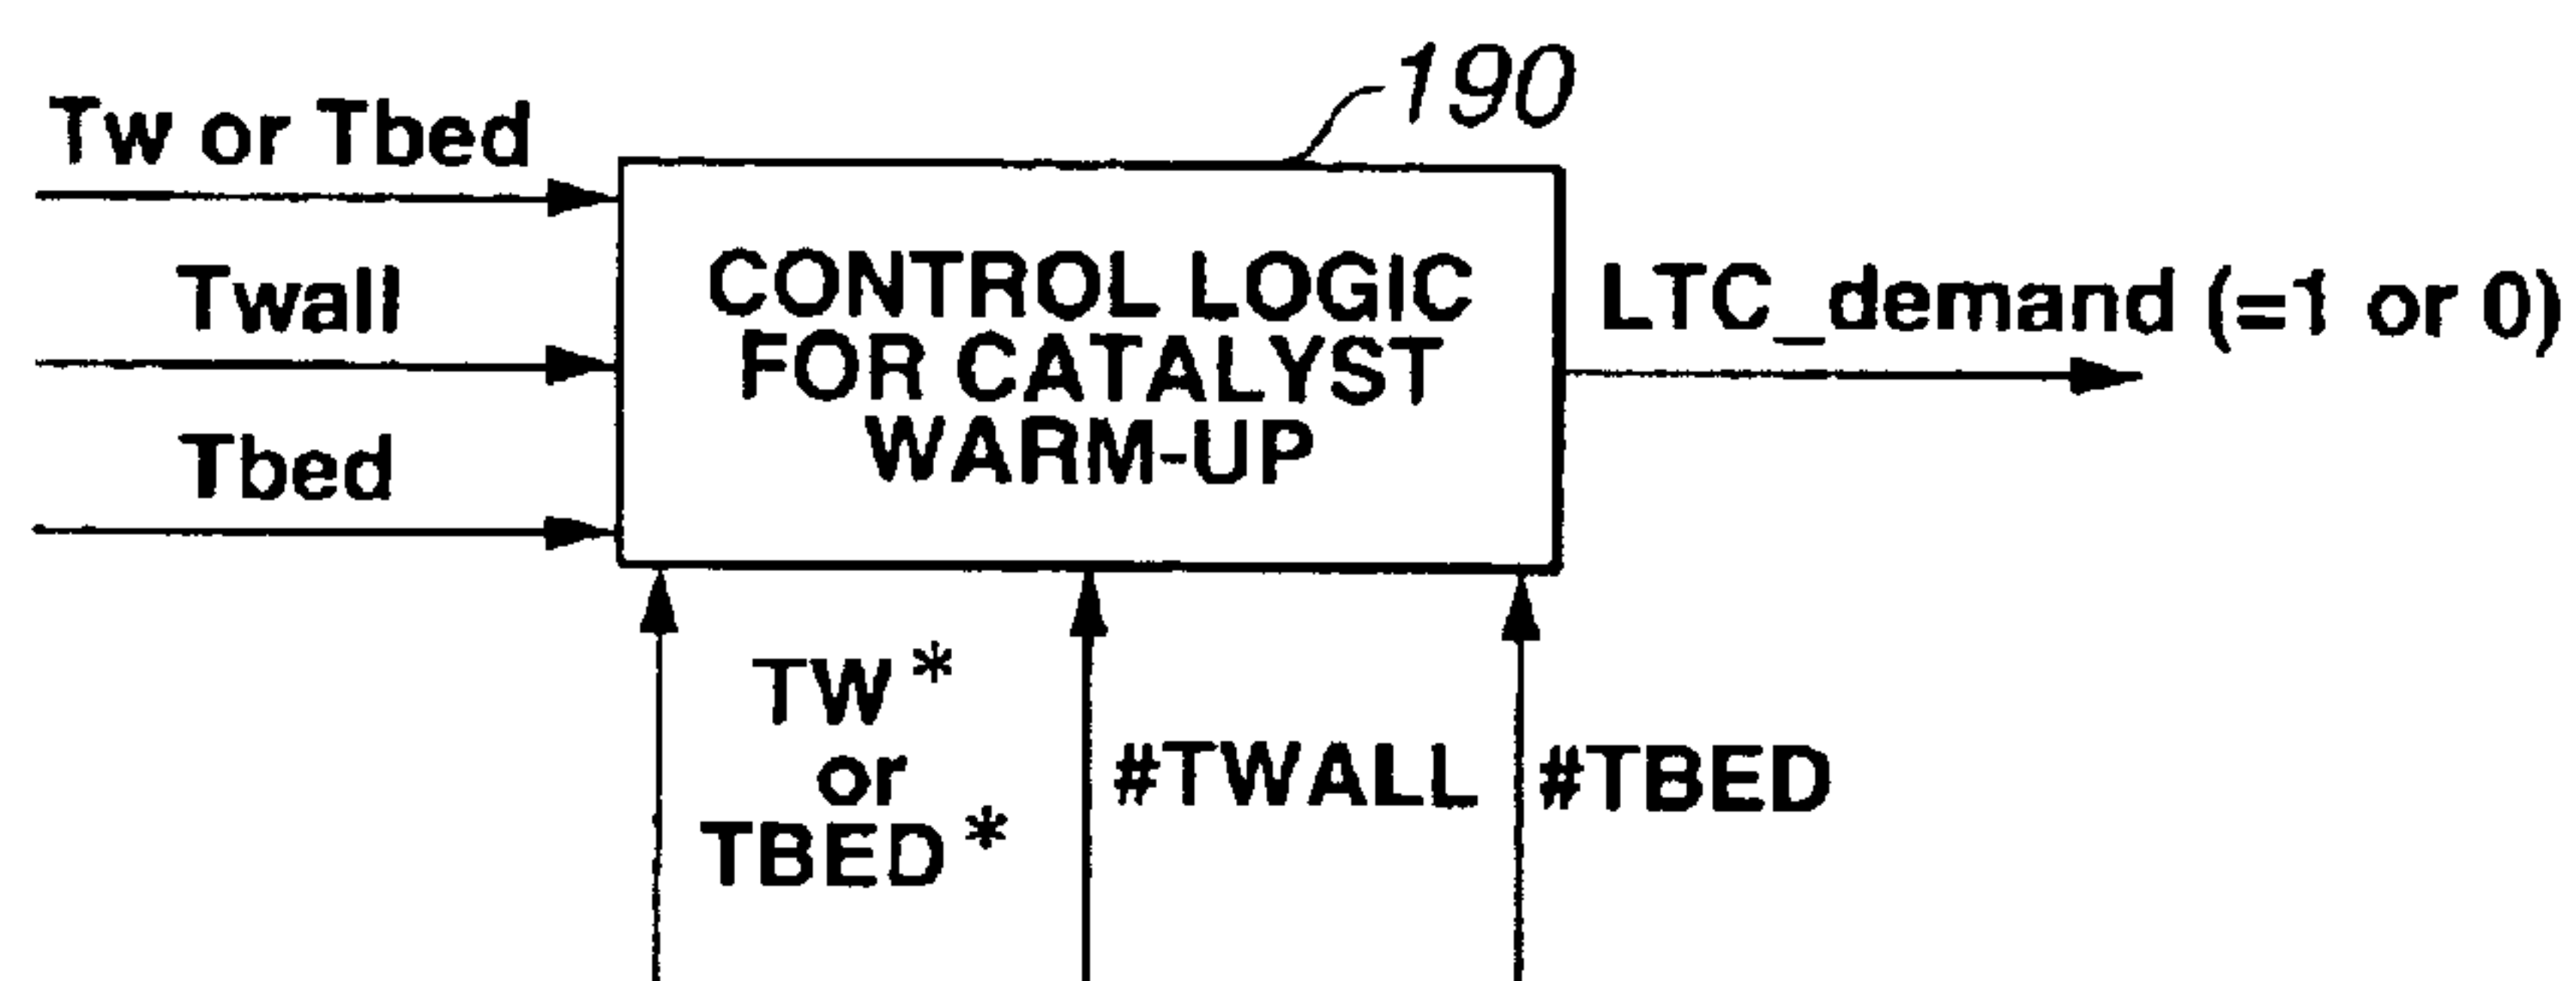 190
Tw or Tbed
Twall
Tbed
CONTROL LOGIC
FOR CATALYST
WARM-UP
LTC_demand (=1 or 0)
TW*
or
TBED*
#TWALL
#TBED